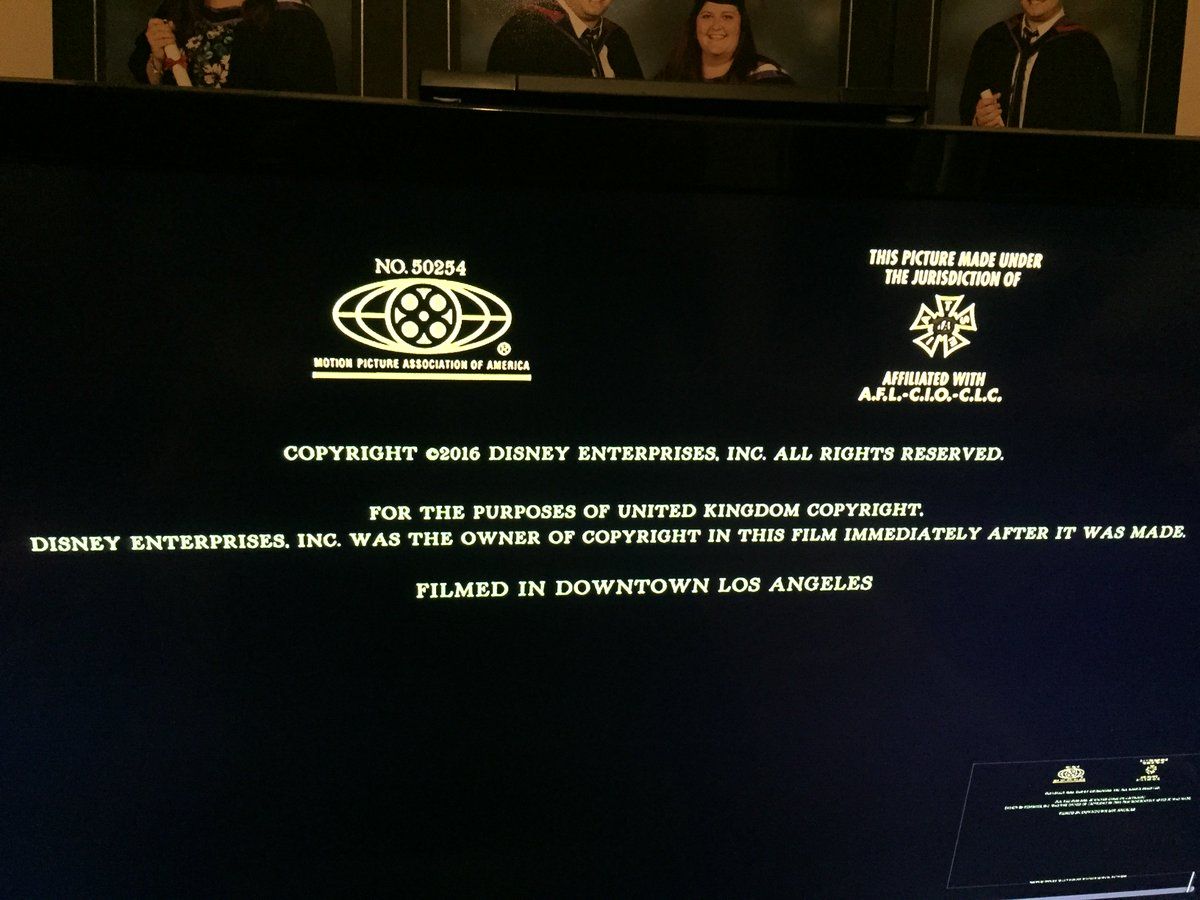 NO. 50254
MOTION PICTURE ASSOCIATION OF AMERICA
®
THIS PICTURE MADE UNDER
THE JURISDICTION OF
IATSE
AFFILIATED WITH
A.F.L.-C.I.O.-C.L.C.
COPYRIGHT ©2016 DISNEY ENTERPRISES, INC. ALL RIGHTS RESERVED.
FOR THE PURPOSES OF UNITED KINGDOM COPYRIGHT,
DISNEY ENTERPRISES, INC. WAS THE OWNER OF COPYRIGHT IN THIS FILM IMMEDIATELY AFTER IT WAS MADE.
FILMED IN DOWNTOWN LOS ANGELES